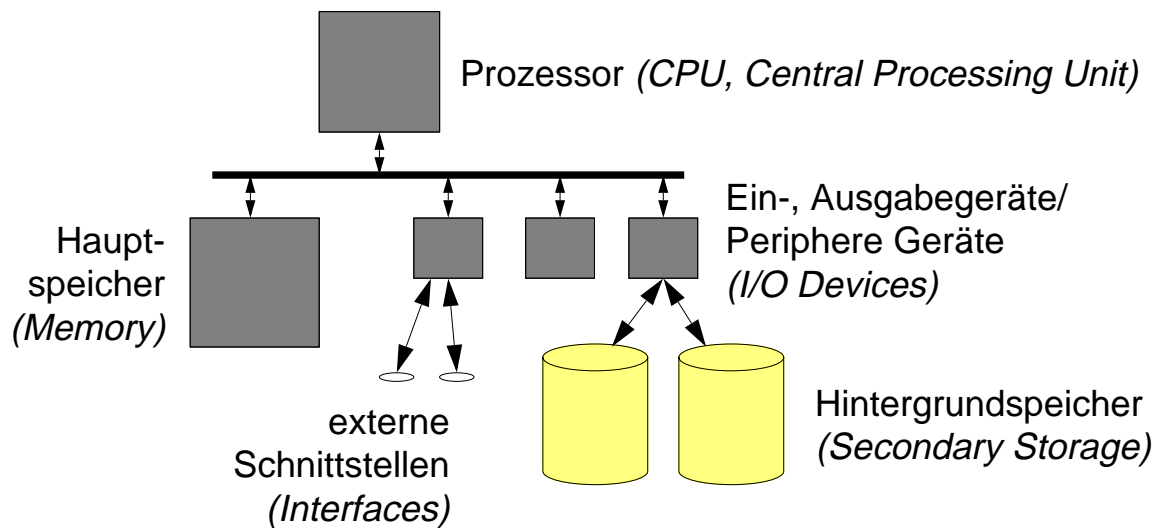 Prozessor (CPU, Central Processing Unit)
Ein-, Ausgabegeräte/
Periphere Geräte
(I/O Devices)
Haupt-
speicher
(Memory)
externe
Schnittstellen
(Interfaces)
Hintergrundspeicher
(Secondary Storage)